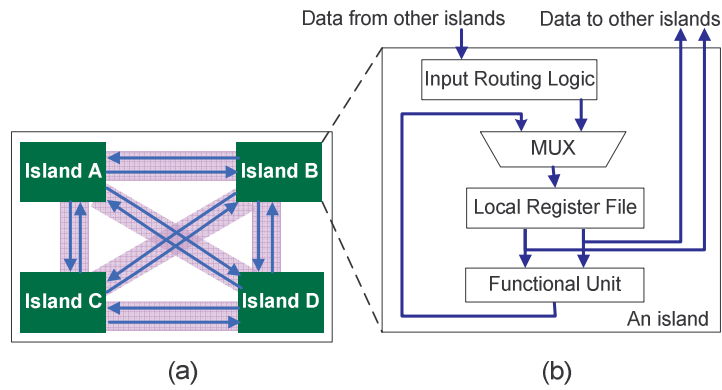 Data from other islands
Data to other islands
Input Routing Logic
MUX
Local Register File
Functional Unit
An island
Island A
Island B
Island C
Island D
(a)
(b)